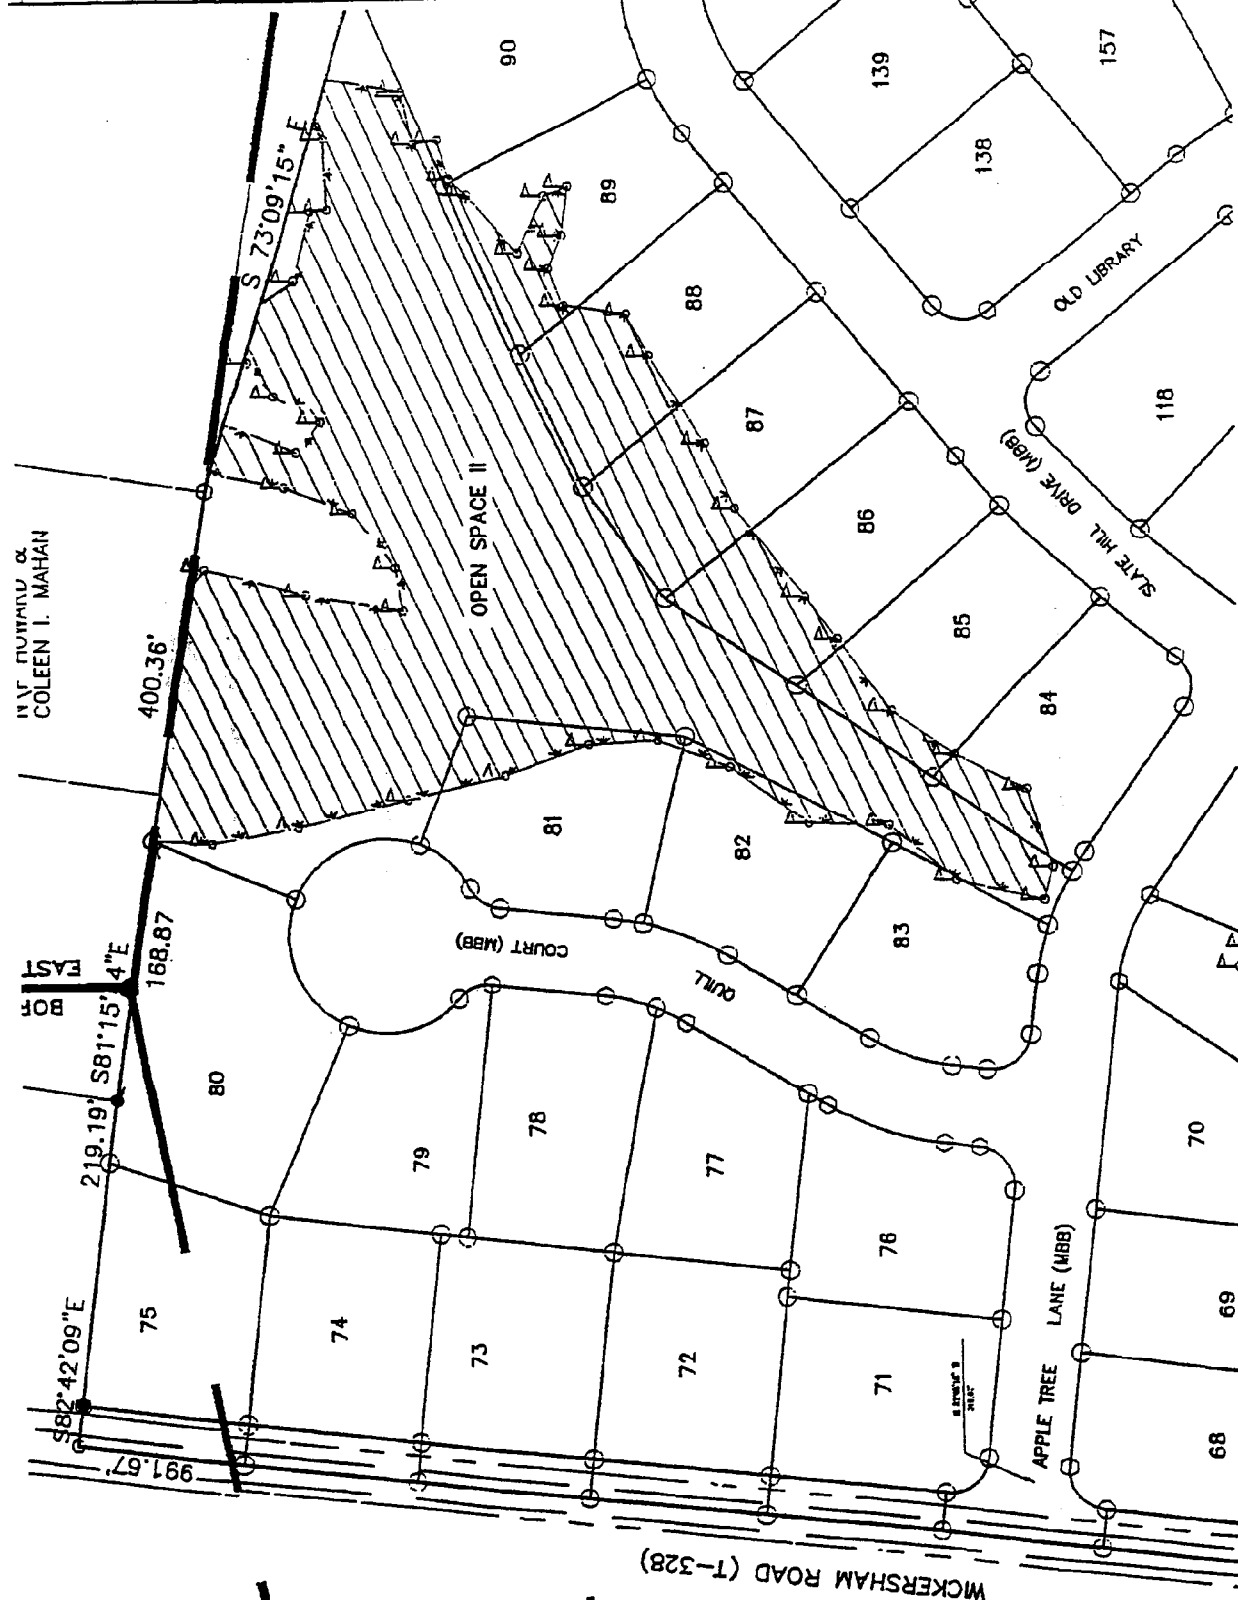 COLEEN I. MAHAN
S 73°09'15" E
400.36'
168.87
EAST
4"E
S81°15'
219.19'
S82°42'09"E
991.67'
OPEN SPACE II
90
139
157
138
89
88
87
118
86
85
84
81
82
83
80
79
78
77
76
75
74
73
72
71
70
69
68
OLD LIBRARY
SLATE HILL DRIVE (MBB)
QUILL COURT (MBB)
APPLE TREE LANE (MBB)
WICKERSHAM ROAD (T-328)